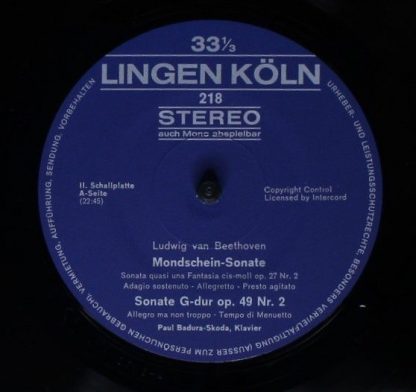 33⅓
LINGEN KÖLN
218
STEREO
auch Mono abspielbar
II. Schallplatte
A-Seite
(22:45)
Copyright Control
Licensed by Intercord
Ludwig van Beethoven
Mondschein-Sonate
Sonata quasi una Fantasia cis-moll op. 27 Nr. 2
Adagio sostenuto - Allegretto - Presto agitato
Sonate G-dur op. 49 Nr. 2
Allegro ma non troppo - Tempo di Menuetto
Paul Badura-Skoda, Klavier
URHEBER- UND LEISTUNGSSCHUTZRECHTE, BESONDERS VERVIELFÄLTIGUNG (AUSSER ZUM PERSÖNLICHEN GEBRAUCH), VERMIETUNG, AUFFÜHRUNG, SENDUNG, VORBEHALTEN